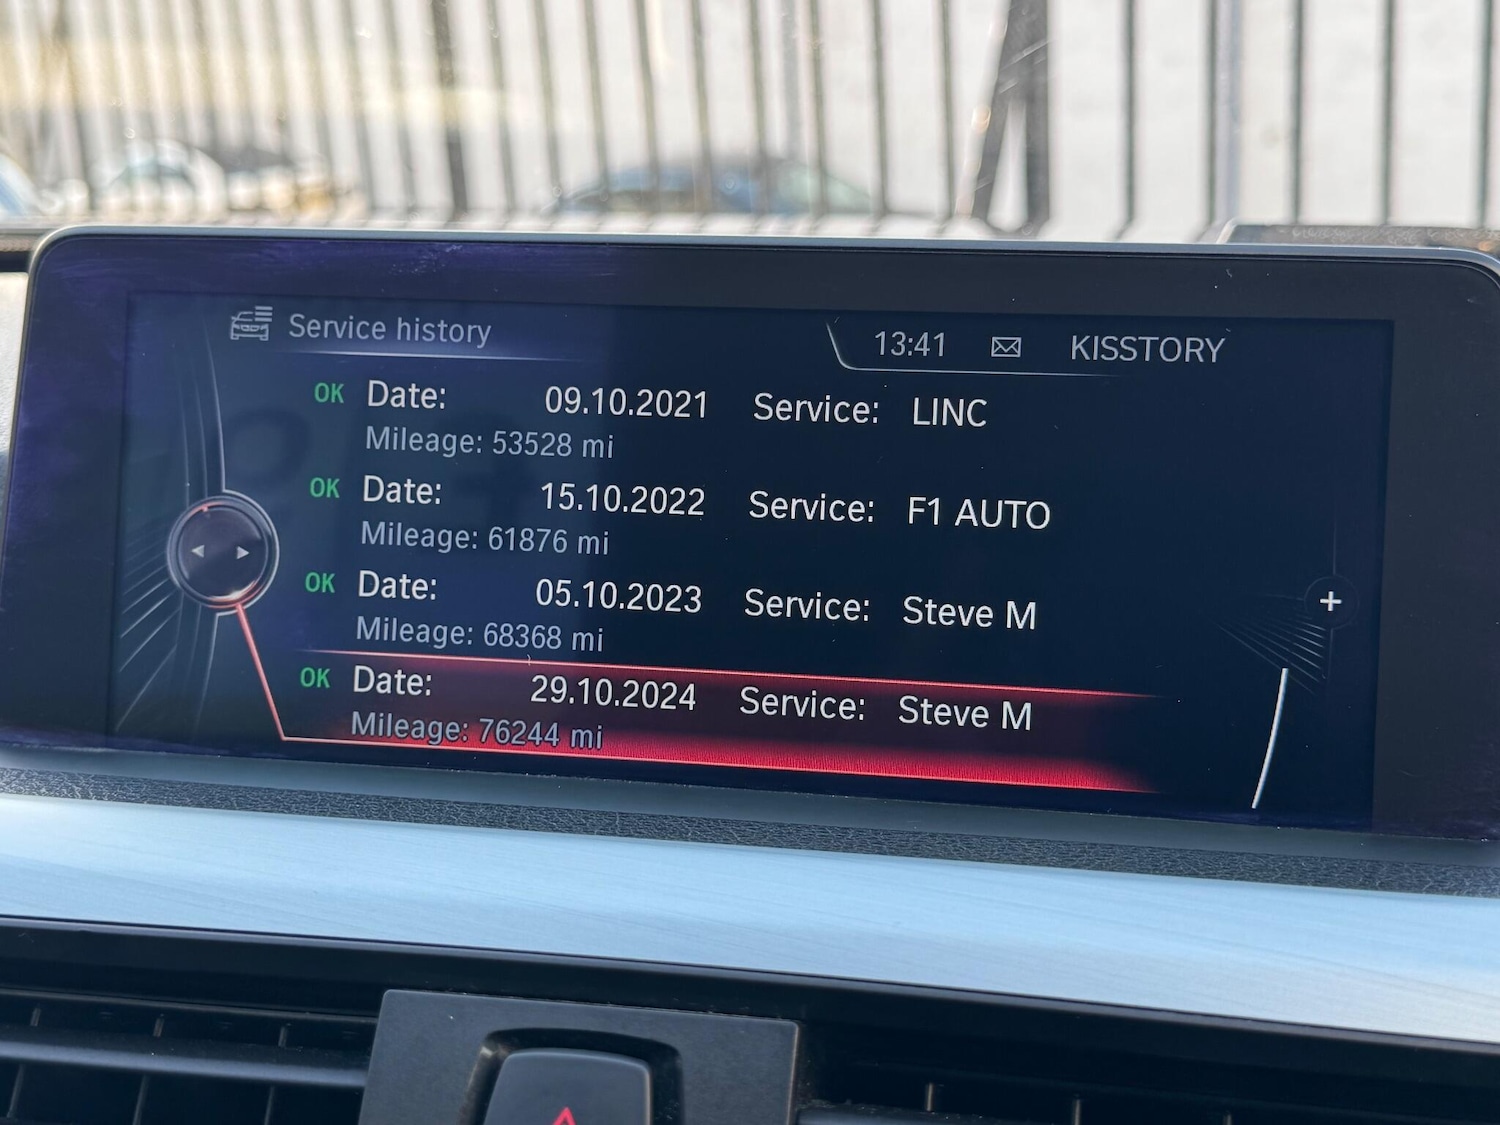 Service history 13:41 KISSTORY
OK Date: 09.10.2021 Service: LINC
Mileage: 53528 mi
OK Date: 15.10.2022 Service: F1 AUTO
Mileage: 61876 mi
OK Date: 05.10.2023 Service: Steve M
Mileage: 68368 mi
OK Date: 29.10.2024 Service: Steve M
Mileage: 76244 mi